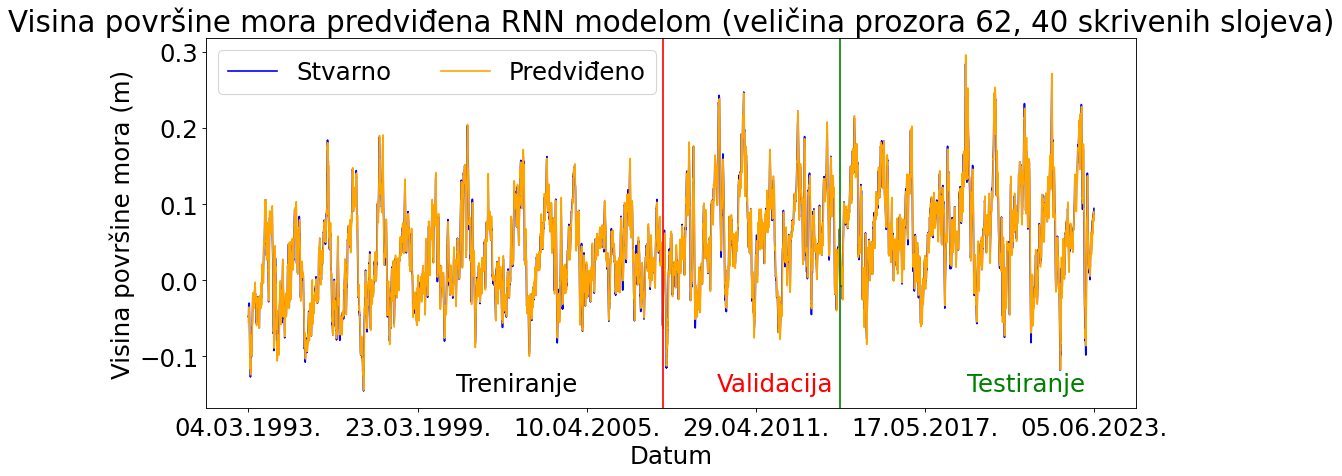 Visina površine mora predviđena RNN modelom (veličina prozora 62, 40 skrivenih slojeva)
Stvarno Predviđeno
Visina površine mora (m)
0.3
0.2
0.1
0.0
−0.1
Treniranje Validacija Testiranje
04.03.1993. 23.03.1999. 10.04.2005. 29.04.2011. 17.05.2017. 05.06.2023.
Datum